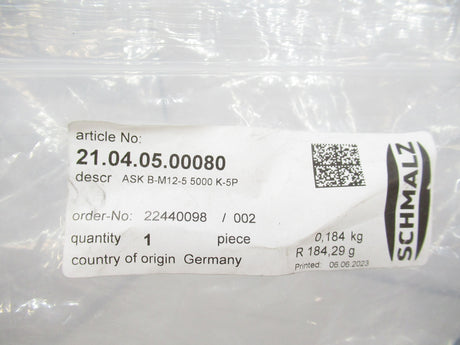 article No:
21.04.05.00080
descr ASK B-M12-5 5000 K-5P
order-No: 22440098 / 002
quantity 1 piece 0,184 kg
R 184,29 g
country of origin Germany
Printed: 06.06.2023
SCHMALZ